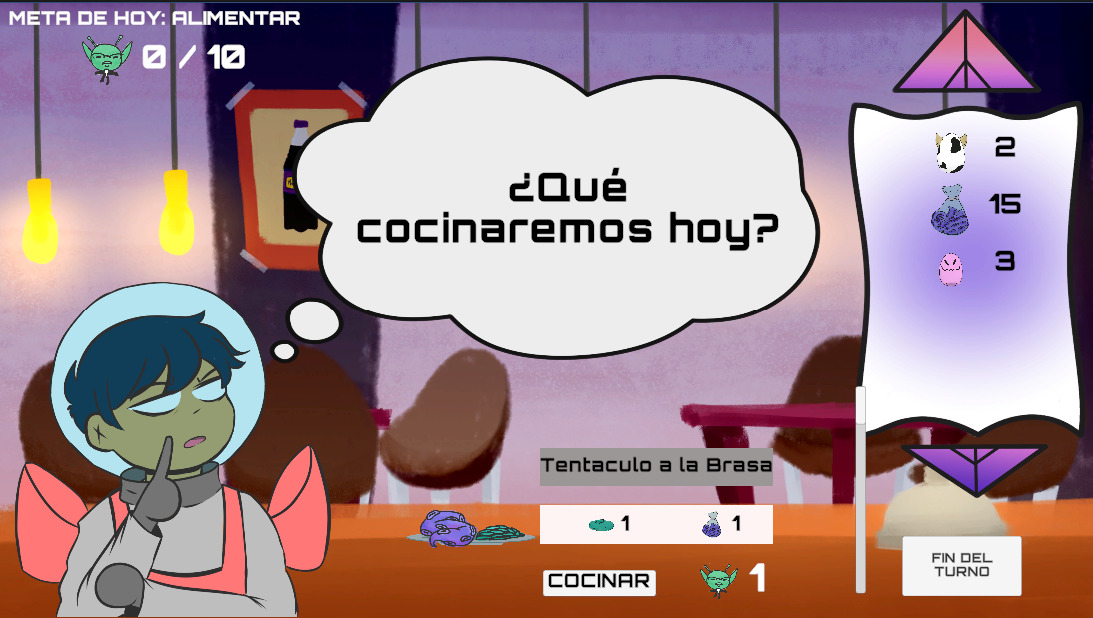 META DE HOY: ALIMENTAR
0 / 10
¿Qué
cocinaremos hoy?
2
15
3
Tentaculo a la Brasa
1 1
COCINAR 1
FIN DEL
TURNO